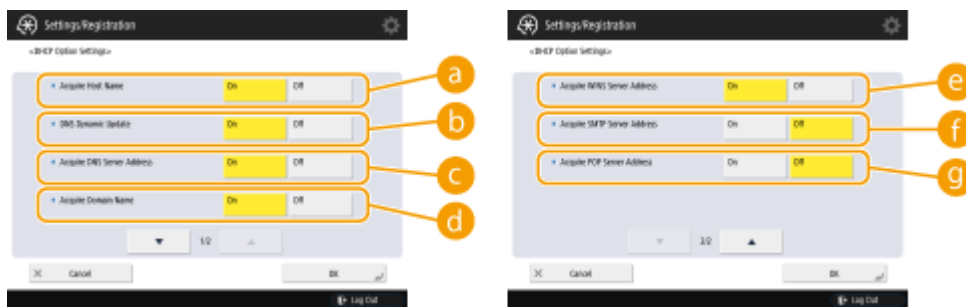 Settings/Registration
<DHCP Option Settings>
Acquire Host Name On Off
a
DNS Dynamic Update On Off
b
Acquire DNS Server Address On Off
c
Acquire Domain Name On Off
d
1/2
Cancel OK
Log Out
Settings/Registration
<DHCP Option Settings>
Acquire WINS Server Address On Off
e
Acquire SMTP Server Address On Off
f
Acquire POP Server Address On Off
g
2/2
Cancel OK
Log Out